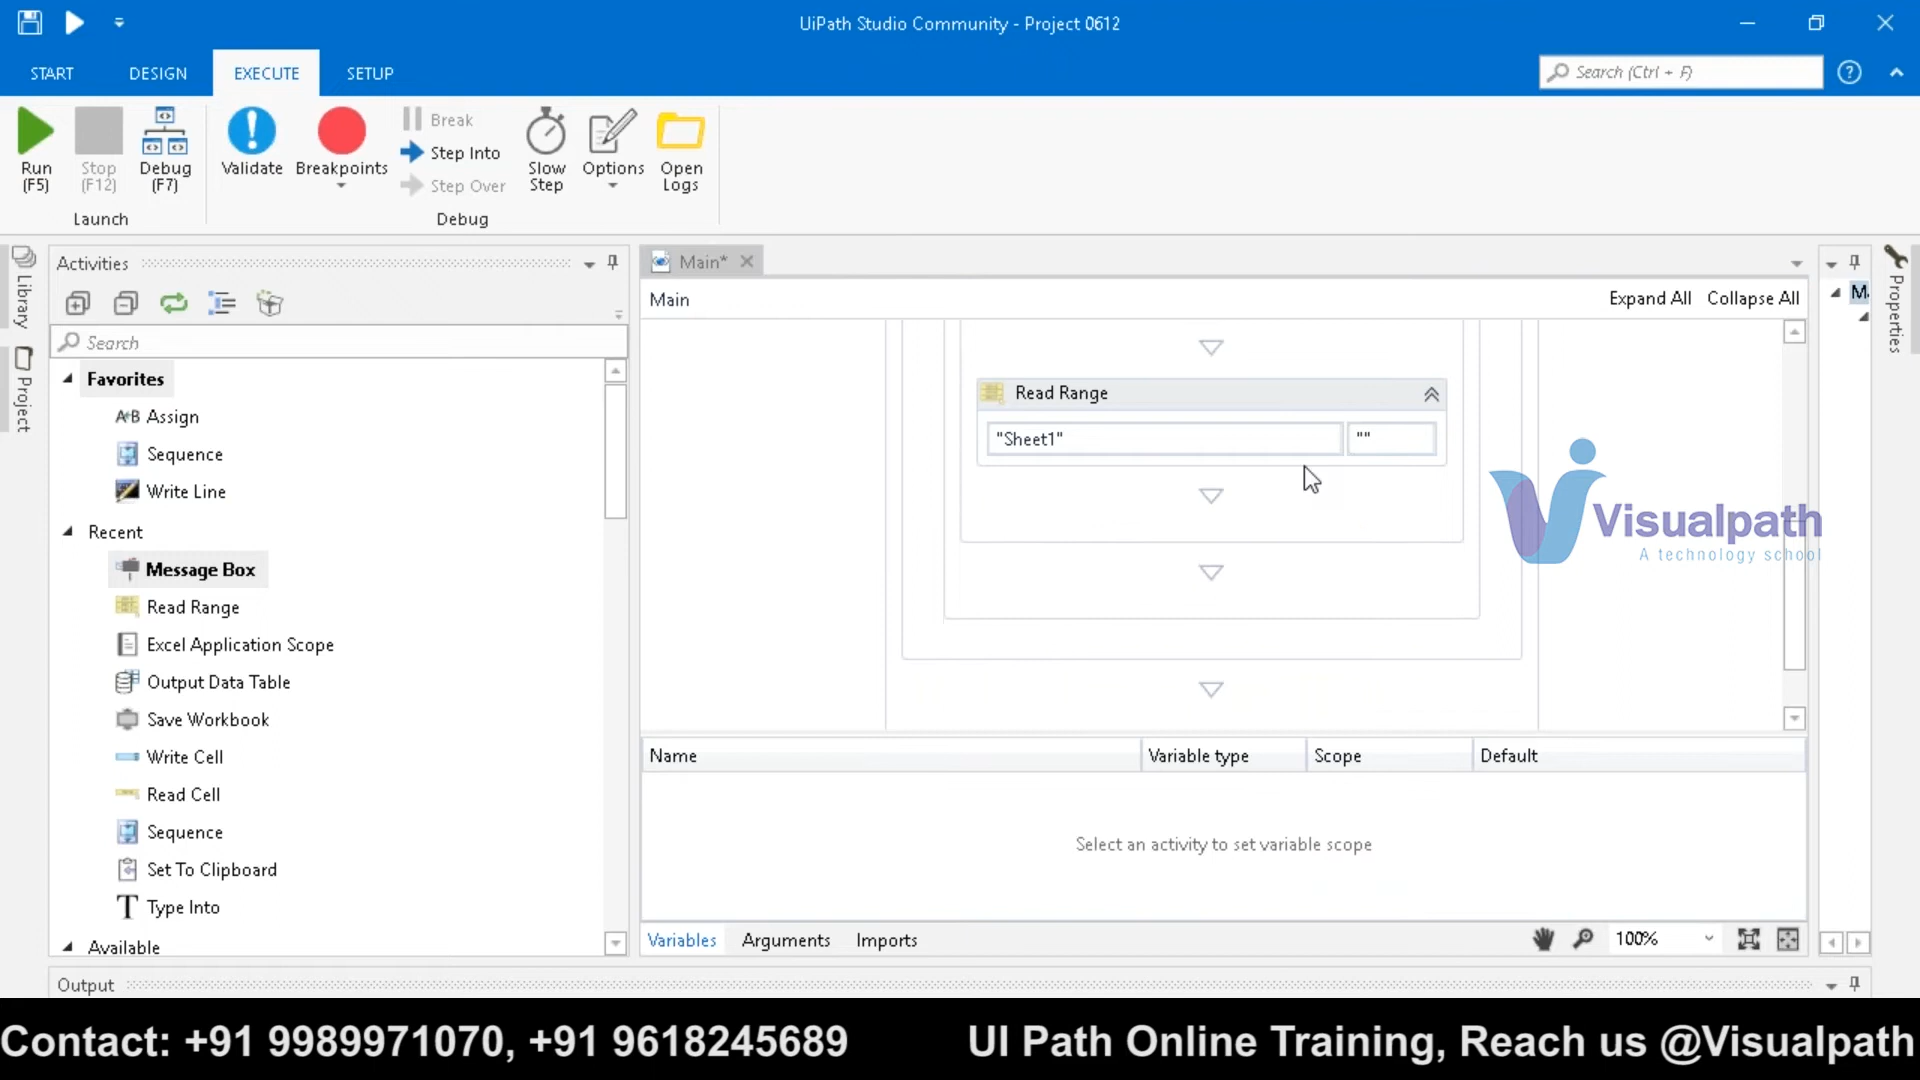 UiPath Studio Community - Project 0612
START
DESIGN
EXECUTE
SETUP
Search (Ctrl + F)
Run
(F5)
Stop
(F12)
Debug
(F7)
Launch
Validate
Breakpoints
Break
Step Into
Step Over
Slow
Step
Options
Open
Logs
Debug
Library
Project
Activities
Search
Favorites
A+B Assign
Sequence
Write Line
Recent
Message Box
Read Range
Excel Application Scope
Output Data Table
Save Workbook
Write Cell
Read Cell
Sequence
Set To Clipboard
Type Into
Available
Main*
Main
Expand All
Collapse All
Read Range
"Sheet1"
""
Visualpath
A technology school
Properties
Name
Variable type
Scope
Default
Select an activity to set variable scope
Variables
Arguments
Imports
100%
Output
Contact: +91 9989971070, +91 9618245689
UI Path Online Training, Reach us @Visualpath